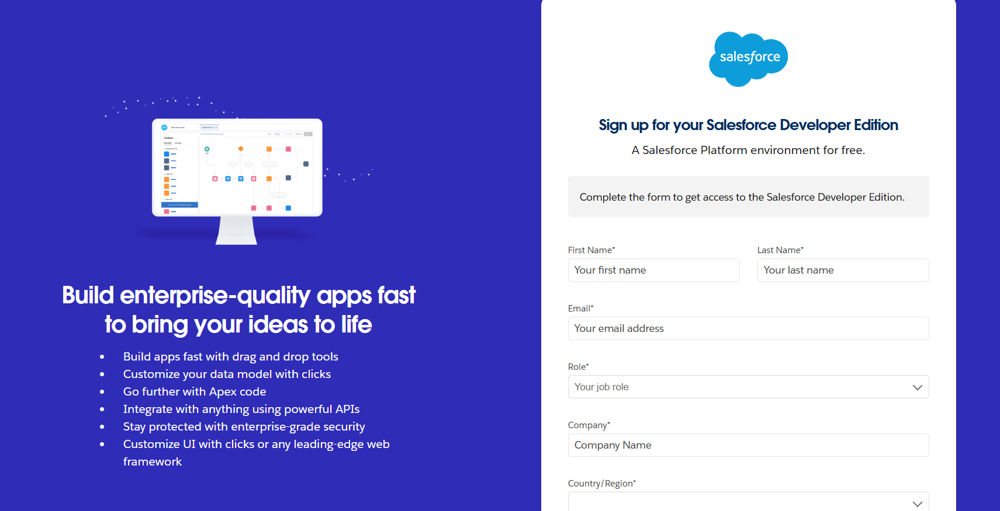 Build enterprise-quality apps fast
to bring your ideas to life
Build apps fast with drag and drop tools
Customize your data model with clicks
Go further with Apex code
Integrate with anything using powerful APIs
Stay protected with enterprise-grade security
Customize UI with clicks or any leading-edge web
framework
salesforce
Sign up for your Salesforce Developer Edition
A Salesforce Platform environment for free.
Complete the form to get access to the Salesforce Developer Edition.
First Name* Last Name*
Your first name Your last name
Email*
Your email address
Role*
Your job role
Company*
Company Name
Country/Region*